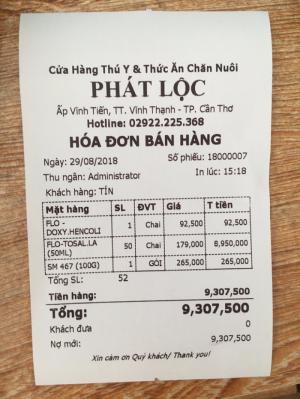 Cửa Hàng Thú Y & Thức Ăn Chăn Nuôi
PHÁT LỘC
Ấp Vĩnh Tiến, TT. Vĩnh Thạnh - TP. Cần Thơ
Hotline: 02922.225.368
HÓA ĐƠN BÁN HÀNG
Ngày: 29/08/2018 Số phiếu: 18000007
Thu ngân: Administrator In lúc: 15:18
Khách hàng: TÍN
Mặt hàng SL ĐVT Giá T tiền
FLO -
DOXY.HENCOLI 1 Chai 92,500 92,500
FLO-TOSAL.LA
(50ML) 50 Chai 179,000 8,950,000
SM 467 (100G) 1 GÓI 265,000 265,000
Tổng SL: 52
Tiền hàng: 9,307,500
Tổng: 9,307,500
Khách đưa 0
Nợ mới: 9,307,500
Xin cảm ơn Quý khách/ Thank you!